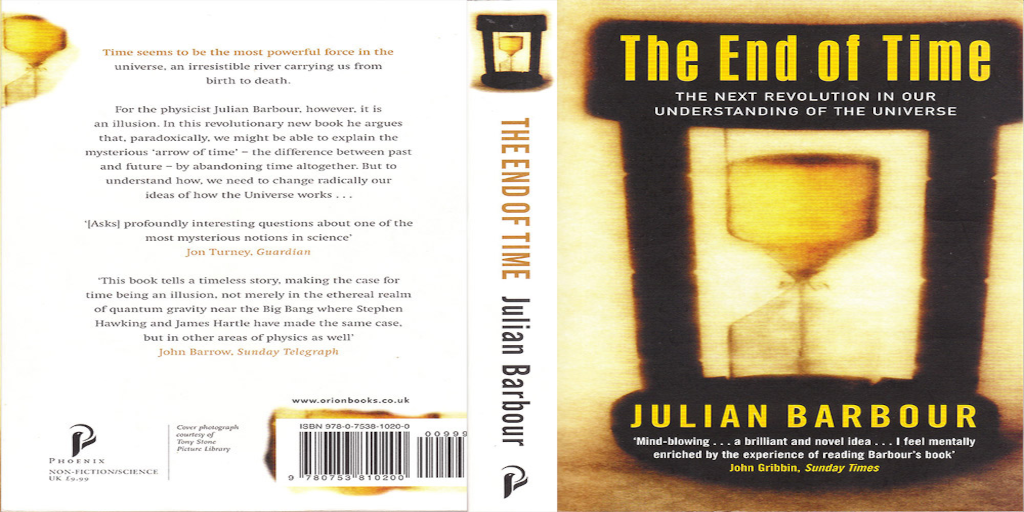 Time seems to be the most powerful force in the
universe, an irresistible river carrying us from
birth to death.
For the physicist Julian Barbour, however, it is
an illusion. In this revolutionary new book he argues
that, paradoxically, we might be able to explain the
mysterious ‘arrow of time’ – the difference between past
and future – by abandoning time altogether. But to
understand how, we need to change radically our
ideas of how the Universe works . . .
‘[Asks] profoundly interesting questions about one of the
most mysterious notions in science’
Jon Turney, Guardian
‘This book tells a timeless story, making the case for
time being an illusion, not merely in the ethereal realm
of quantum gravity near the Big Bang where Stephen
Hawking and James Hartle have made the same case,
but in other areas of physics as well’
John Barrow, Sunday Telegraph
www.orionbooks.co.uk
PHOENIX
NON-FICTION/SCIENCE
UK £9.99
Cover photograph
courtesy of
Tony Stone
Picture Library
ISBN 978-0-7538-1020-0
00999
9 780753 810200
THE END OF TIME Julian Barbour
The End of Time
THE NEXT REVOLUTION IN OUR
UNDERSTANDING OF THE UNIVERSE
JULIAN BARBOUR
‘Mind-blowing . . . a brilliant and novel idea . . . I feel mentally
enriched by the experience of reading Barbour’s book’
John Gribbin, Sunday Times